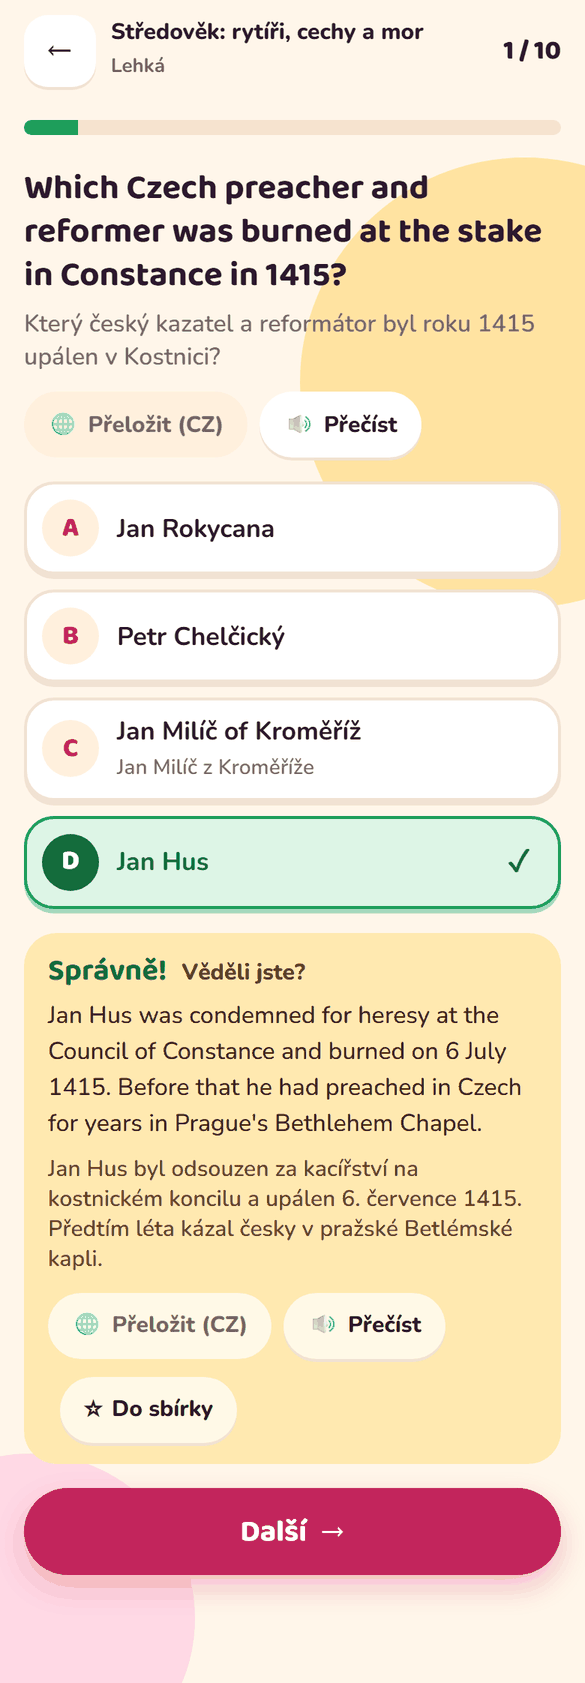 ←
Středověk: rytíři, cechy a mor
Lehká
1 / 10
Which Czech preacher and
reformer was burned at the stake
in Constance in 1415?
Který český kazatel a reformátor byl roku 1415
upálen v Kostnici?
Přeložit (CZ)
Přečíst
A
Jan Rokycana
B
Petr Chelčický
C
Jan Milíč of Kroměříž
Jan Milíč z Kroměříže
D
Jan Hus ✓
Správně! Věděli jste?
Jan Hus was condemned for heresy at the
Council of Constance and burned on 6 July
1415. Before that he had preached in Czech
for years in Prague's Bethlehem Chapel.
Jan Hus byl odsouzen za kacířství na
kostnickém koncilu a upálen 6. července 1415.
Předtím léta kázal česky v pražské Betlémské
kapli.
Přeložit (CZ)
Přečíst
☆ Do sbírky
Další →